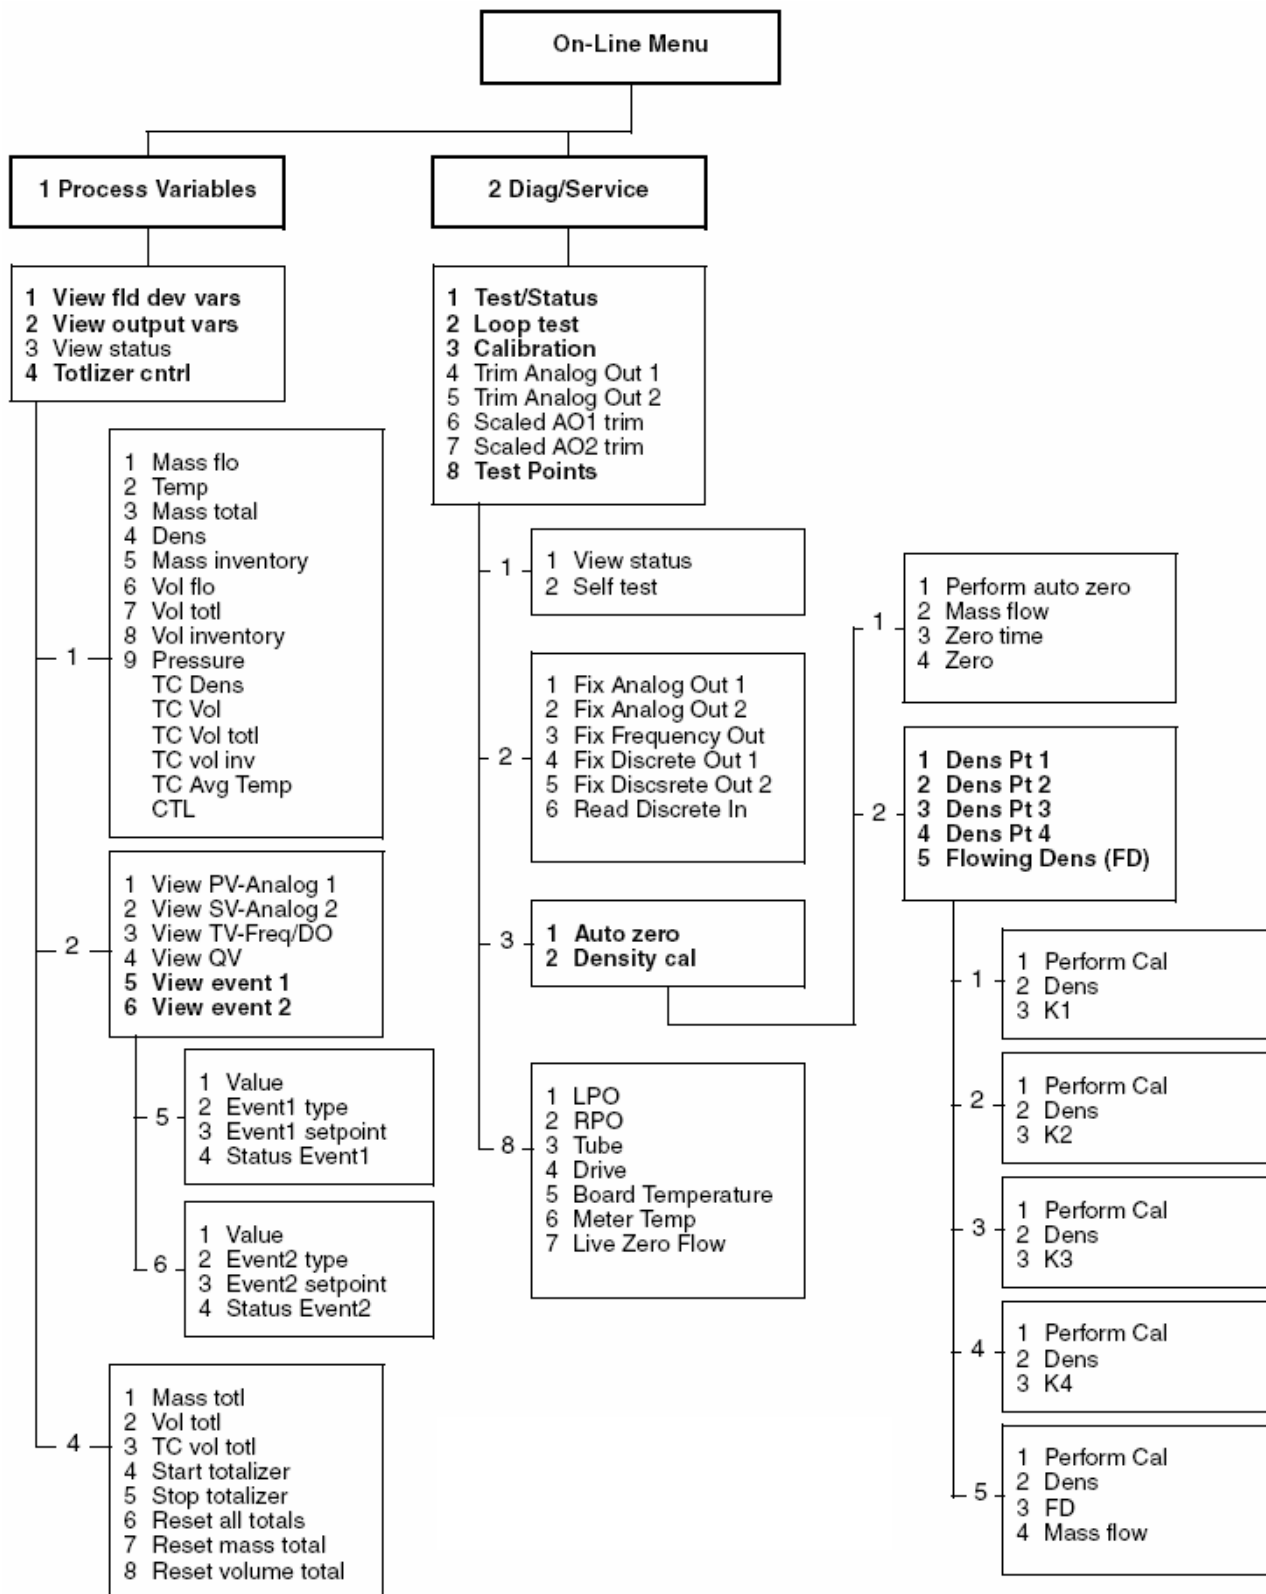 On-Line Menu
1 Process Variables
1 View fld dev vars
2 View output vars
3 View status
4 Totlizer cntrl
1
1 Mass flo
2 Temp
3 Mass total
4 Dens
5 Mass inventory
6 Vol flo
7 Vol totl
8 Vol inventory
9 Pressure
TC Dens
TC Vol
TC Vol totl
TC vol inv
TC Avg Temp
CTL
2
1 View PV-Analog 1
2 View SV-Analog 2
3 View TV-Freq/DO
4 View QV
5 View event 1
6 View event 2
5
1 Value
2 Event1 type
3 Event1 setpoint
4 Status Event1
6
1 Value
2 Event2 type
3 Event2 setpoint
4 Status Event2
4
1 Mass totl
2 Vol totl
3 TC vol totl
4 Start totalizer
5 Stop totalizer
6 Reset all totals
7 Reset mass total
8 Reset volume total
2 Diag/Service
1 Test/Status
2 Loop test
3 Calibration
4 Trim Analog Out 1
5 Trim Analog Out 2
6 Scaled AO1 trim
7 Scaled AO2 trim
8 Test Points
1
1 View status
2 Self test
2
1 Fix Analog Out 1
2 Fix Analog Out 2
3 Fix Frequency Out
4 Fix Discrete Out 1
5 Fix Discsrete Out 2
6 Read Discrete In
3
1 Auto zero
2 Density cal
8
1 LPO
2 RPO
3 Tube
4 Drive
5 Board Temperature
6 Meter Temp
7 Live Zero Flow
1
1 Perform auto zero
2 Mass flow
3 Zero time
4 Zero
2
1 Dens Pt 1
2 Dens Pt 2
3 Dens Pt 3
4 Dens Pt 4
5 Flowing Dens (FD)
1
1 Perform Cal
2 Dens
3 K1
2
1 Perform Cal
2 Dens
3 K2
3
1 Perform Cal
2 Dens
3 K3
4
1 Perform Cal
2 Dens
3 K4
5
1 Perform Cal
2 Dens
3 FD
4 Mass flow